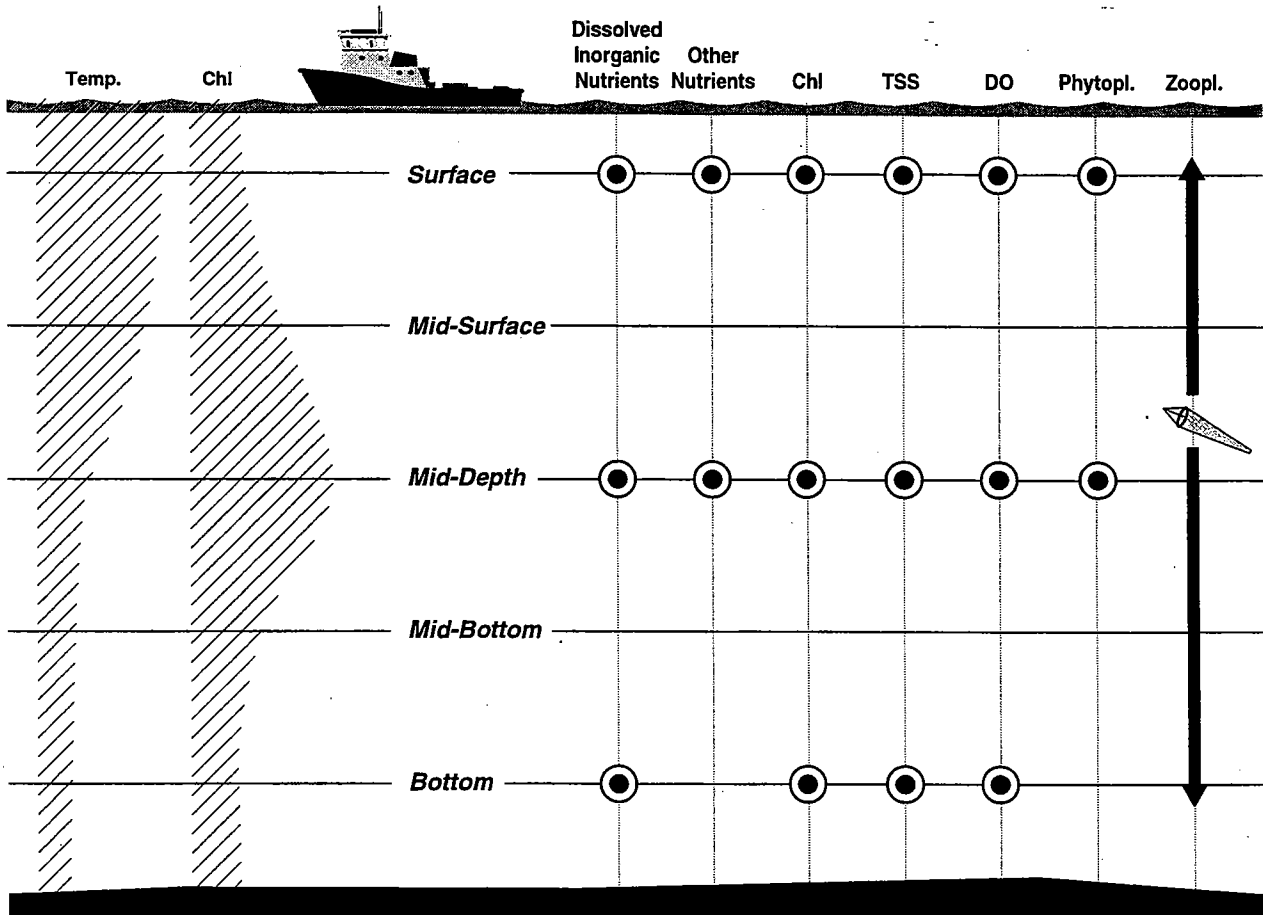 Temp.
Chl
Dissolved
Inorganic
Nutrients
Other
Nutrients
Chl
TSS
DO
Phytopl.
Zoopl.
Surface
Mid-Surface
Mid-Depth
Mid-Bottom
Bottom